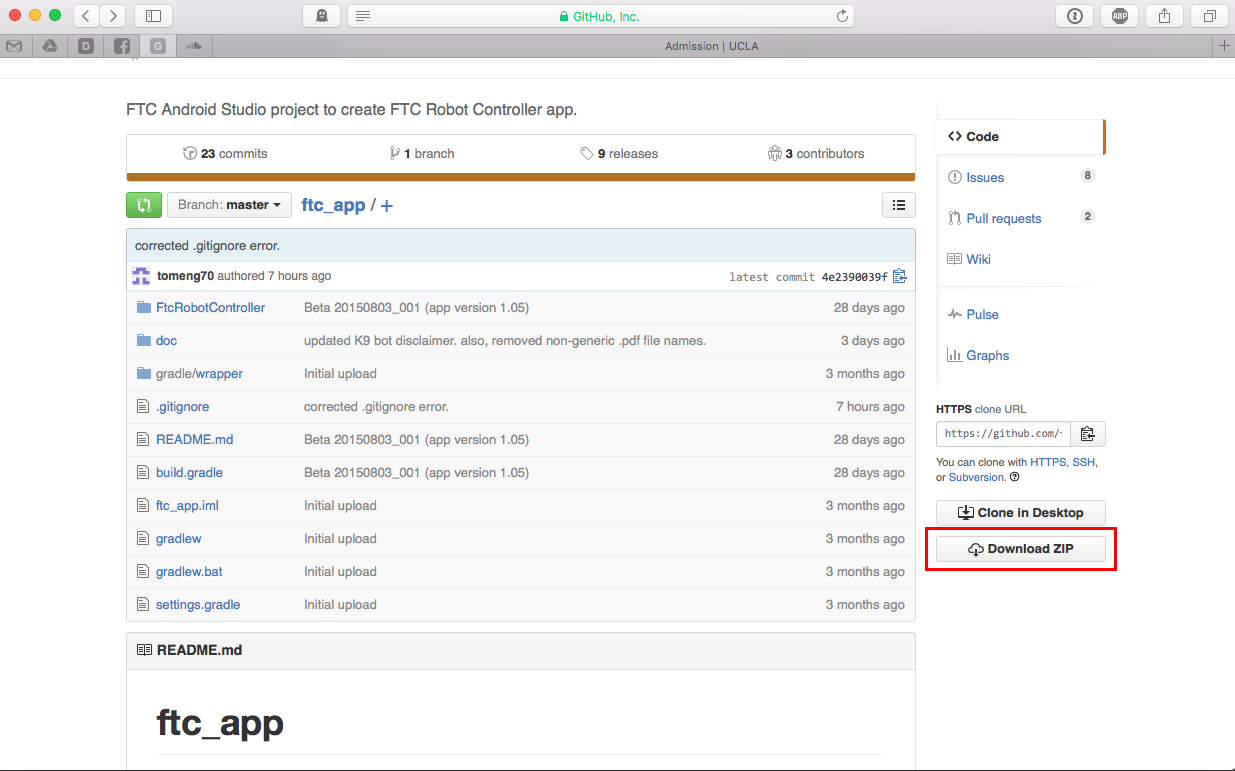 GitHub, Inc.
ABP
D
G
Admission | UCLA
FTC Android Studio project to create FTC Robot Controller app.
23 commits
1 branch
9 releases
3 contributors
Branch: master
ftc_app / +
corrected .gitignore error.
tomeng70 authored 7 hours ago
latest commit 4e2390039f
FtcRobotController Beta 20150803_001 (app version 1.05) 28 days ago
doc updated K9 bot disclaimer. also, removed non-generic .pdf file names. 3 days ago
gradle/wrapper Initial upload 3 months ago
.gitignore corrected .gitignore error. 7 hours ago
README.md Beta 20150803_001 (app version 1.05) 28 days ago
build.gradle Beta 20150803_001 (app version 1.05) 28 days ago
ftc_app.iml Initial upload 3 months ago
gradlew Initial upload 3 months ago
gradlew.bat Initial upload 3 months ago
settings.gradle Initial upload 3 months ago
README.md
ftc_app
Code
Issues 8
Pull requests 2
Wiki
Pulse
Graphs
HTTPS clone URL
https://github.com/
You can clone with HTTPS, SSH,
or Subversion.
Clone in Desktop
Download ZIP